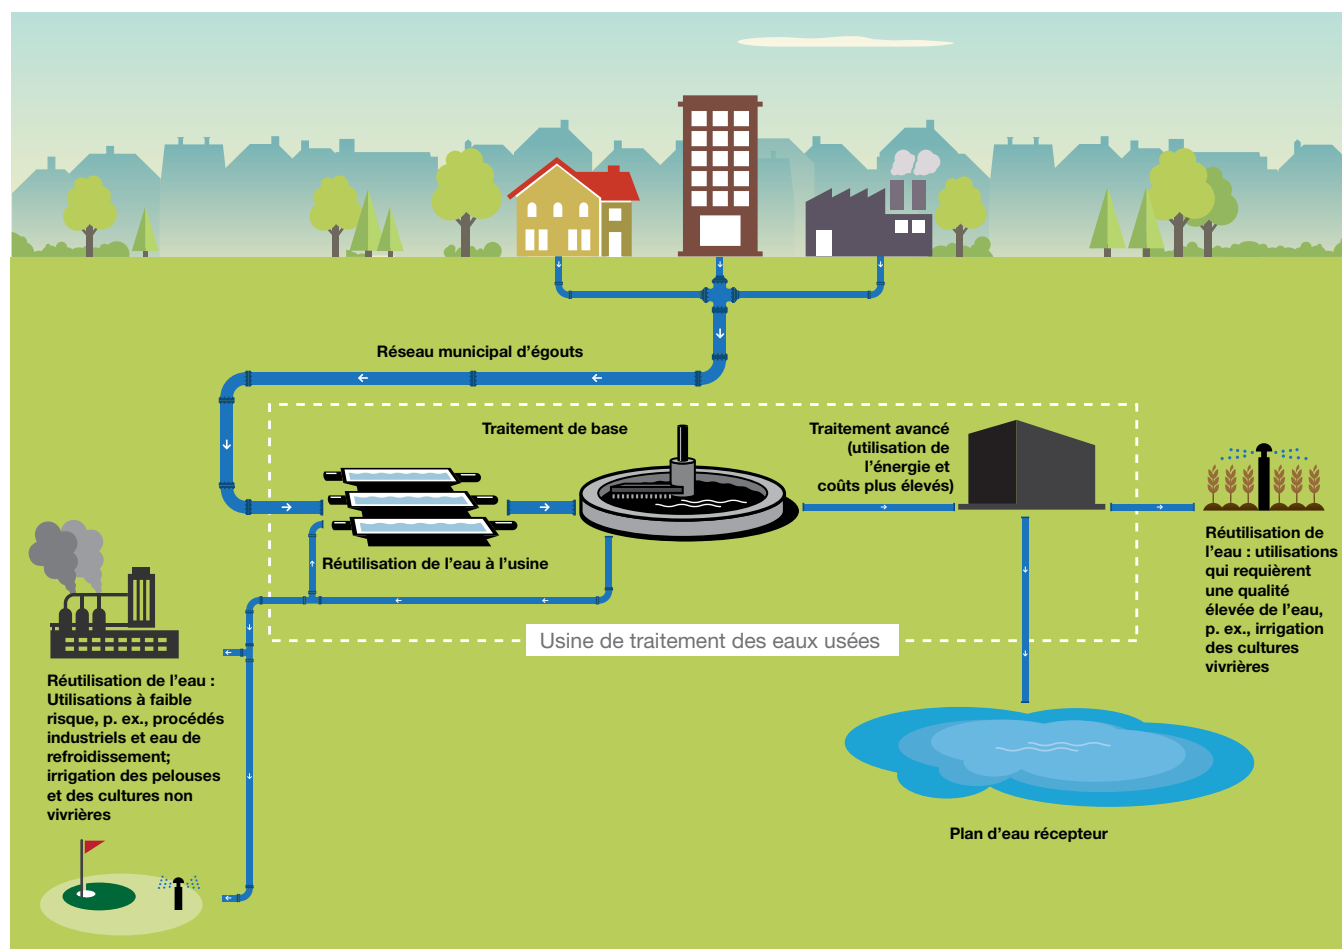 Réseau municipal d'égouts
Traitement de base
Traitement avancé
(utilisation de
l'énergie et
coûts plus élevés)
Réutilisation de l'eau à l'usine
Réutilisation de
l'eau : utilisations
qui requièrent
une qualité
élevée de l'eau,
p. ex., irrigation
des cultures
vivrières
Usine de traitement des eaux usées
Réutilisation de l'eau :
Utilisations à faible
risque, p. ex., procédés
industriels et eau de
refroidissement;
irrigation des pelouses
et des cultures non
vivrières
Plan d'eau récepteur